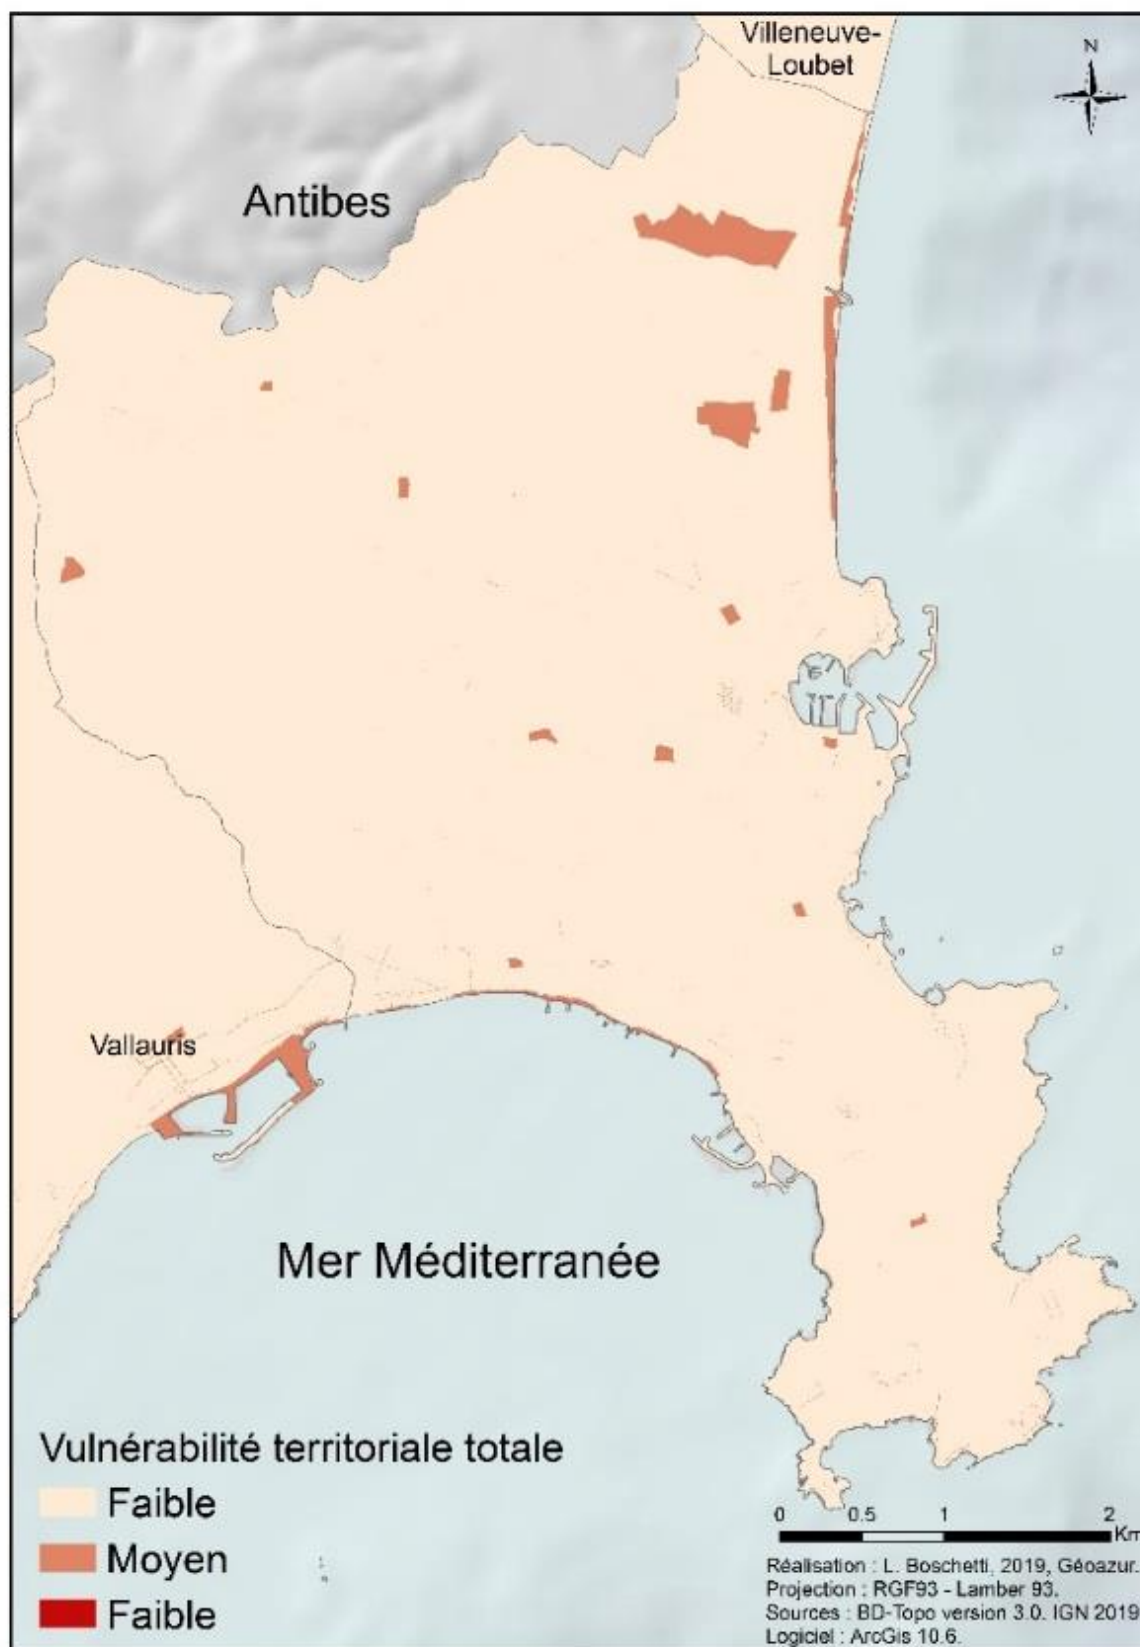 Villeneuve-
Loubet
N
Antibes
Vallauris
Mer Méditerranée
Vulnérabilité territoriale totale
Faible
Moyen
Faible
0 0.5 1 2
Km
Réalisation : L. Boschetti, 2019, Géoazur.
Projection : RGF93 - Lamber 93.
Sources : BD-Topo version 3.0. IGN 2019
Logiciel : ArcGis 10.6.